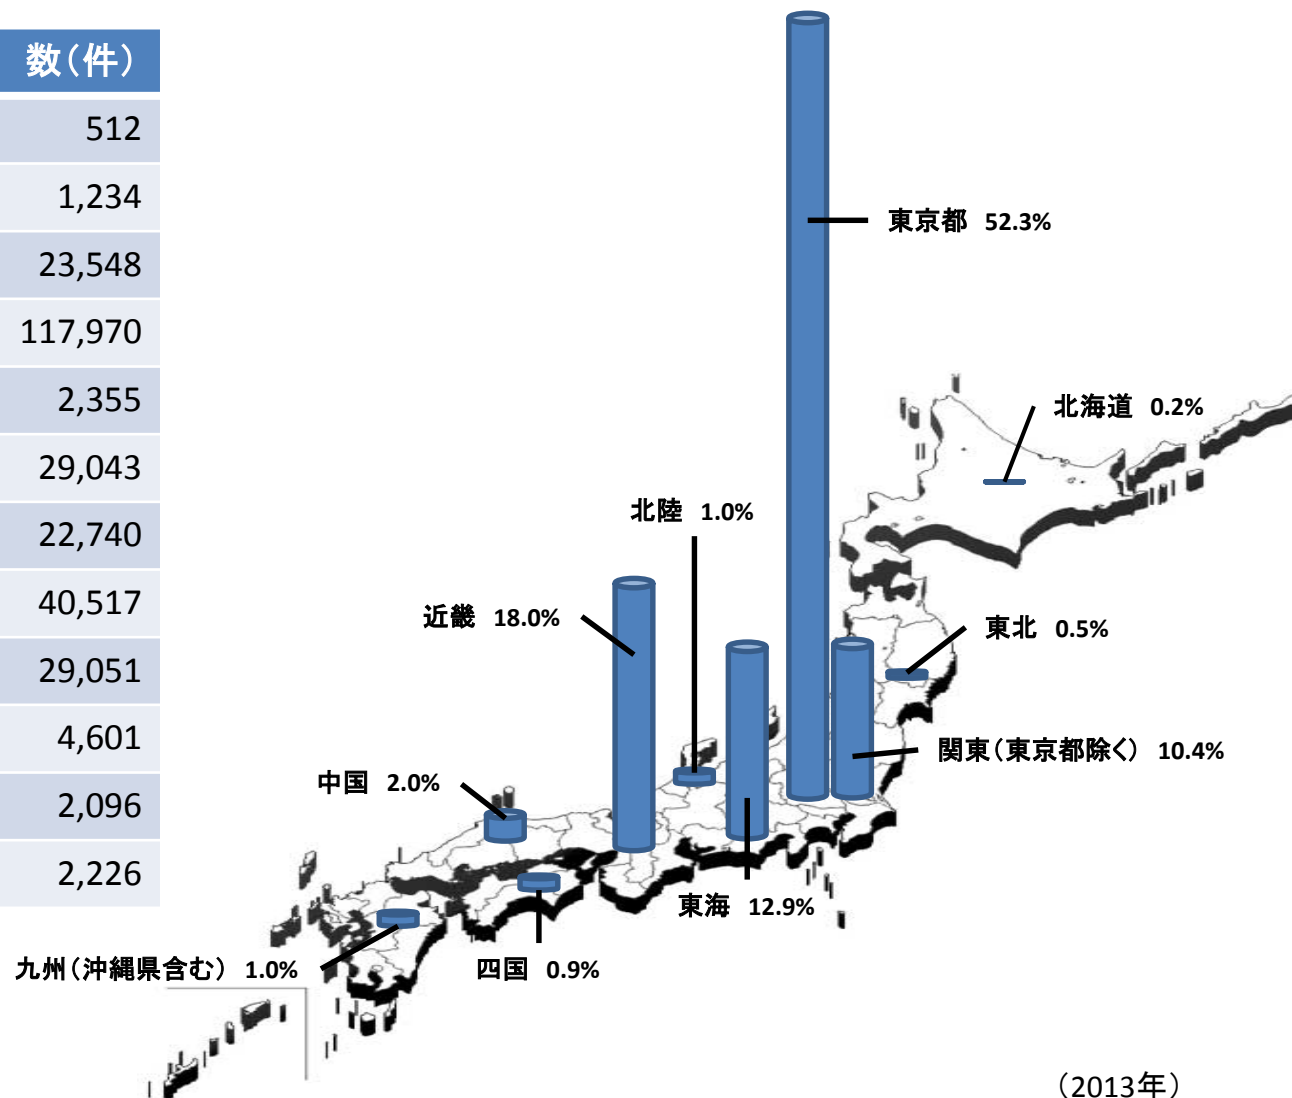 数(件)
512
1,234
23,548
117,970
2,355
29,043
22,740
40,517
29,051
4,601
2,096
2,226
東京都 52.3%
北海道 0.2%
北陸 1.0%
近畿 18.0%
東北 0.5%
関東(東京都除く) 10.4%
中国 2.0%
東海 12.9%
九州(沖縄県含む) 1.0%
四国 0.9%
(2013年)